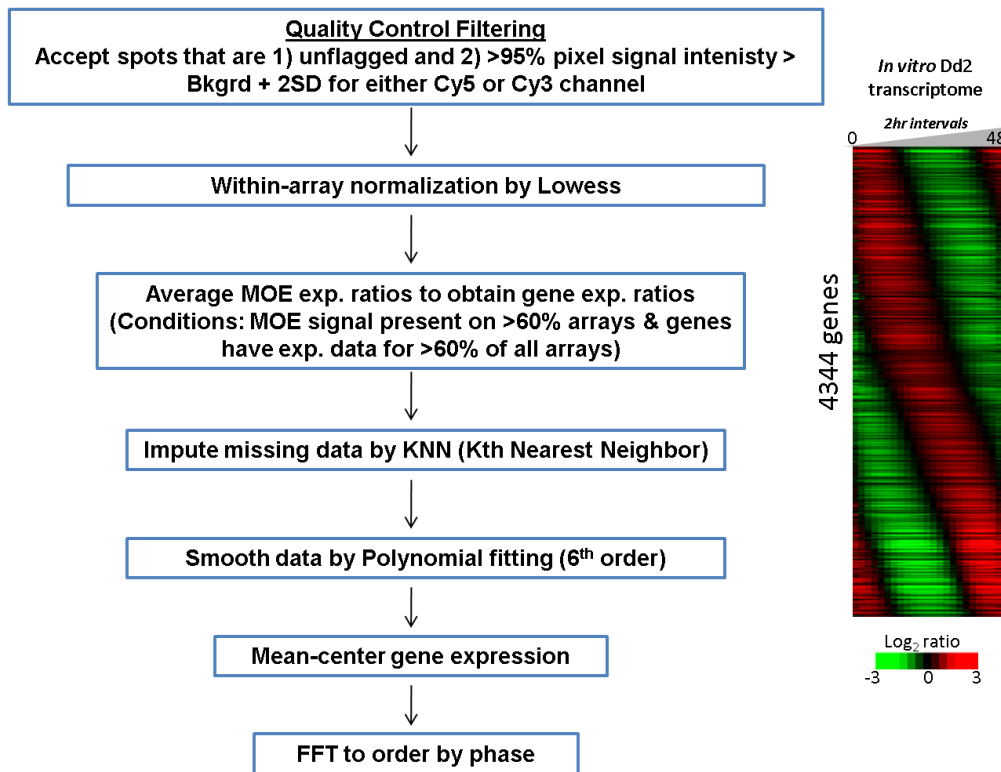 Quality Control Filtering
Accept spots that are 1) unflagged and 2) >95% pixel signal intenisty >
Bkgrd + 2SD for either Cy5 or Cy3 channel
Within-array normalization by Lowess
Average MOE exp. ratios to obtain gene exp. ratios
(Conditions: MOE signal present on >60% arrays & genes
have exp. data for >60% of all arrays)
Impute missing data by KNN (Kth Nearest Neighbor)
Smooth data by Polynomial fitting (6th order)
Mean-center gene expression
FFT to order by phase
In vitro Dd2
transcriptome
2hr intervals
0 48
4344 genes
Log2 ratio
-3 0 3